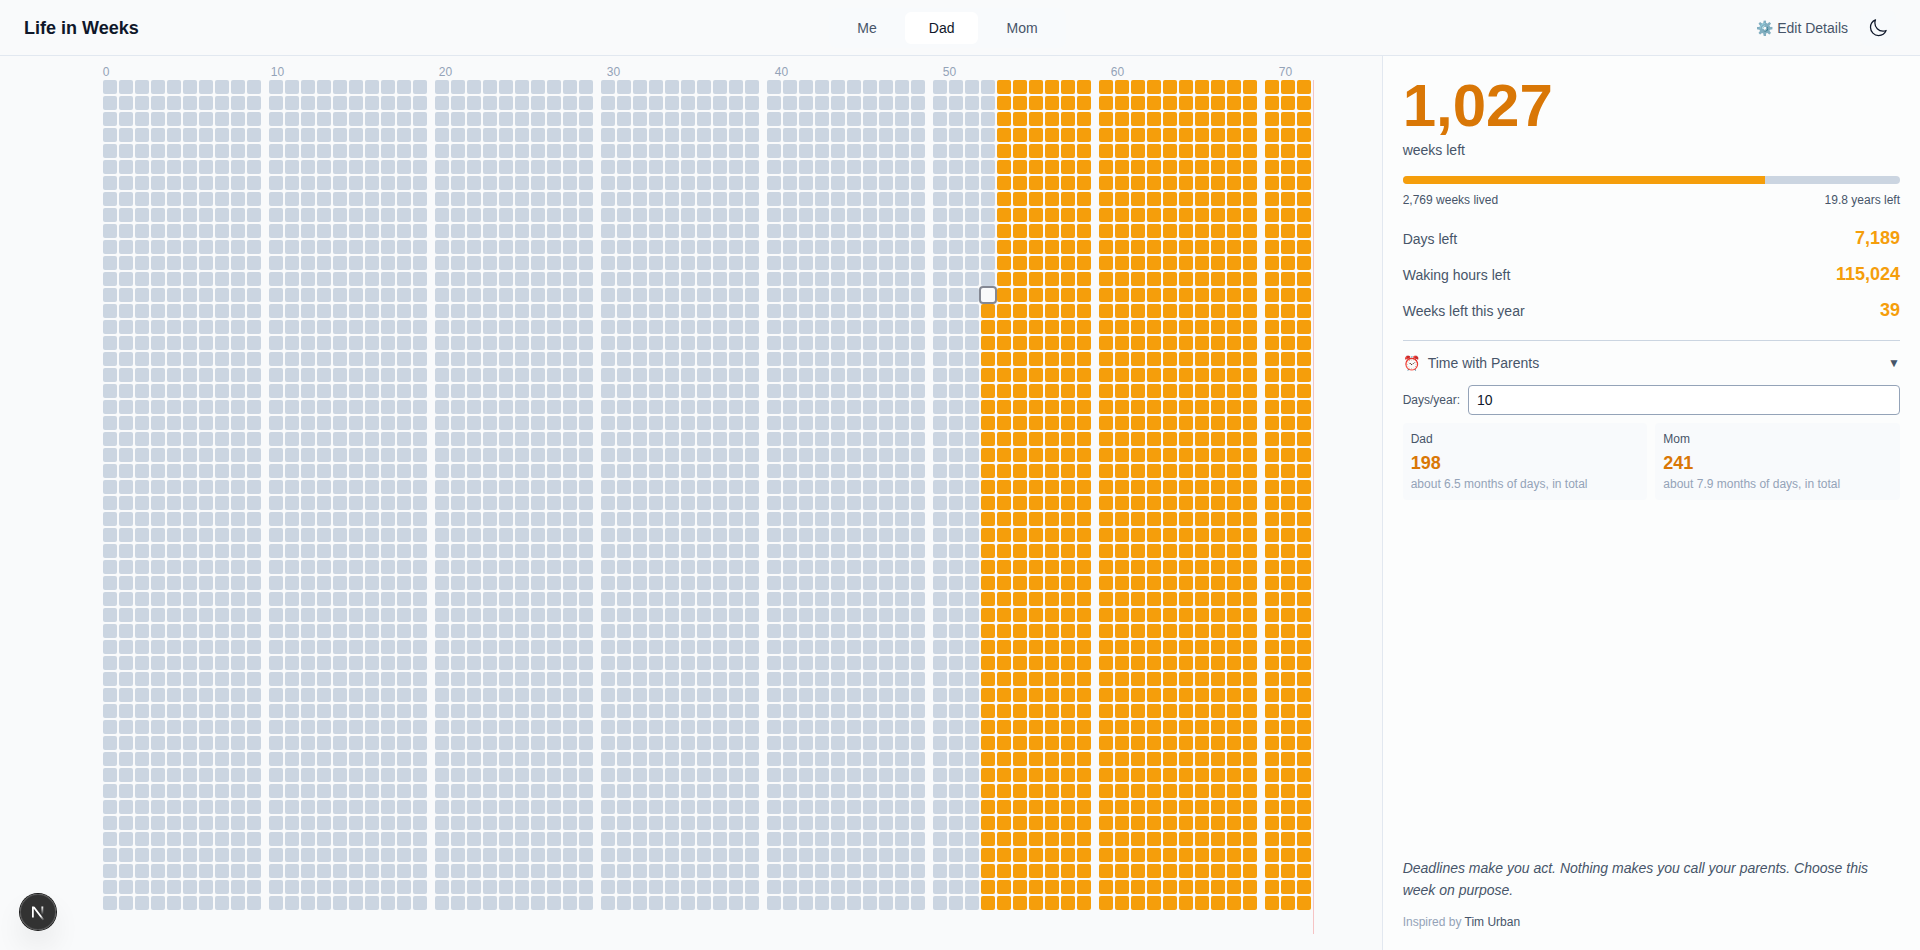 Life in Weeks
Me
Dad
Mom
⚙️ Edit Details
0 10 20 30 40 50 60 70
1,027
weeks left
2,769 weeks lived
19.8 years left
Days left 7,189
Waking hours left 115,024
Weeks left this year 39
⏰ Time with Parents ▼
Days/year: 10
Dad
198
about 6.5 months of days, in total
Mom
241
about 7.9 months of days, in total
Deadlines make you act. Nothing makes you call your parents. Choose this
week on purpose.
Inspired by Tim Urban
N